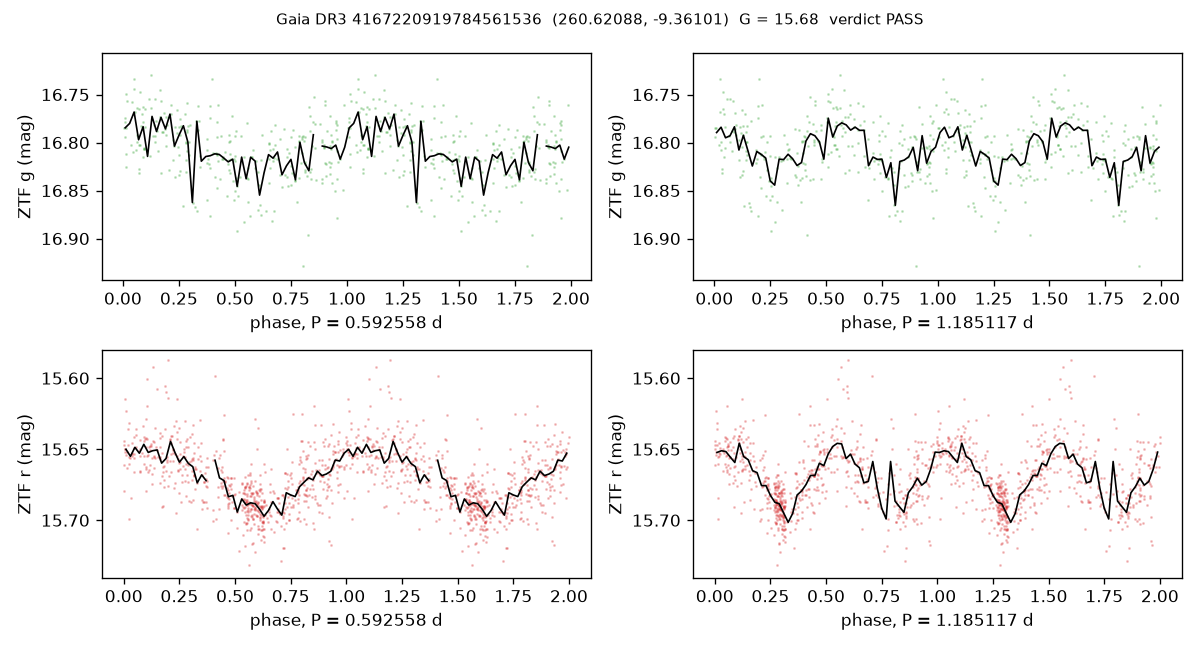 Gaia DR3 4167220919784561536 (260.62088, -9.36101) G = 15.68 verdict PASS
ZTF g (mag)
16.75
16.80
16.85
16.90
0.00 0.25 0.50 0.75 1.00 1.25 1.50 1.75 2.00
phase, P = 0.592558 d
ZTF g (mag)
16.75
16.80
16.85
16.90
0.00 0.25 0.50 0.75 1.00 1.25 1.50 1.75 2.00
phase, P = 1.185117 d
ZTF r (mag)
15.60
15.65
15.70
0.00 0.25 0.50 0.75 1.00 1.25 1.50 1.75 2.00
phase, P = 0.592558 d
ZTF r (mag)
15.60
15.65
15.70
0.00 0.25 0.50 0.75 1.00 1.25 1.50 1.75 2.00
phase, P = 1.185117 d